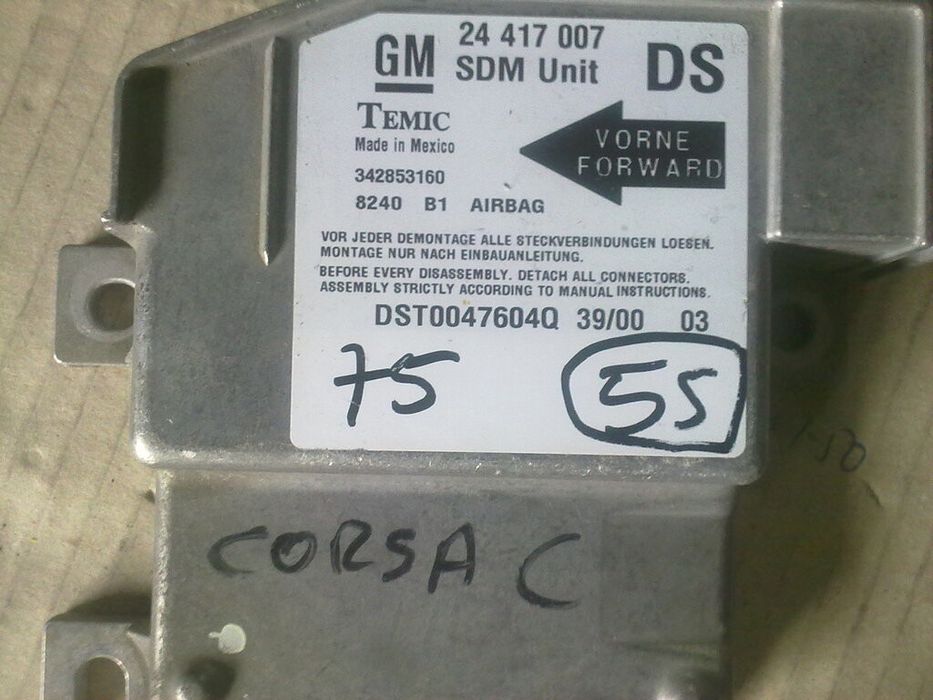 GM 24 417 007 DS
SDM Unit
TEMIC
Made in Mexico
VORNE
FORWARD
342853160
8240 B1 AIRBAG
VOR JEDER DEMONTAGE ALLE STECKVERBINDUNGEN LOESEN.
MONTAGE NUR NACH EINBAUANLEITUNG.
BEFORE EVERY DISASSEMBLY. DETACH ALL CONNECTORS.
ASSEMBLY STRICTLY ACCORDING TO MANUAL INSTRUCTIONS.
DST0047604Q 39/00 03
75 55
CORSA C